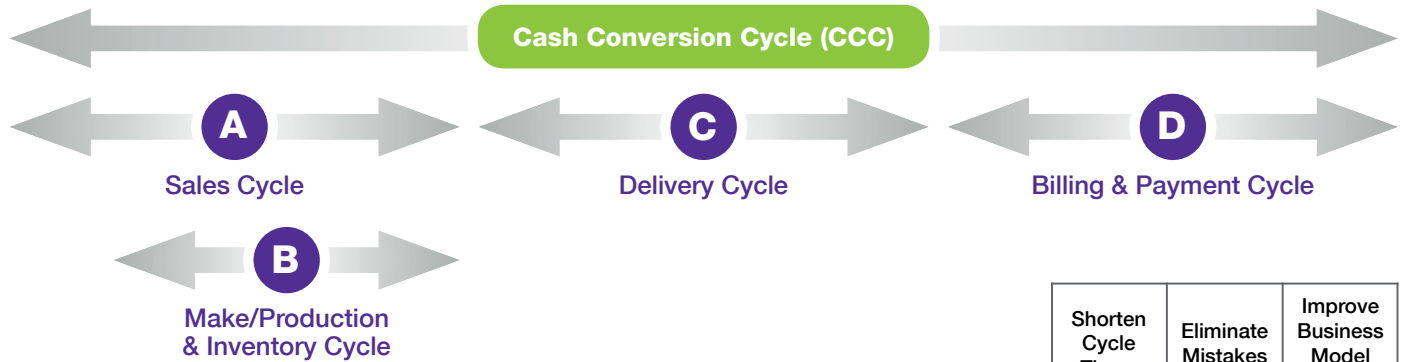 Cash Conversion Cycle (CCC)
A
C
D
Sales Cycle
Delivery Cycle
Billing & Payment Cycle
B
Make/Production
& Inventory Cycle
Shorten
Cycle
Eliminate
Mistakes
Improve
Business
Model